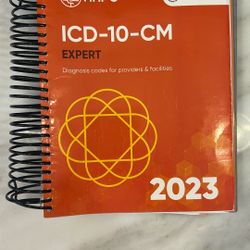 ICD-10-CM
EXPERT
Diagnosis codes for providers & facilities
2023